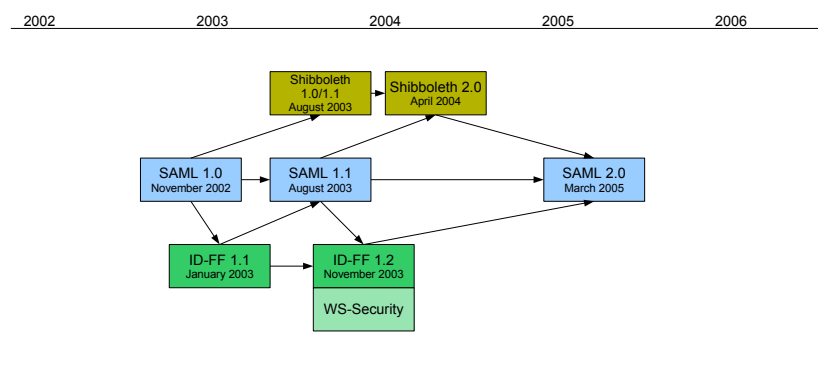 2002 2003 2004 2005 2006
Shibboleth
1.0/1.1
August 2003
Shibboleth 2.0
April 2004
SAML 1.0
November 2002
SAML 1.1
August 2003
SAML 2.0
March 2005
ID-FF 1.1
January 2003
ID-FF 1.2
November 2003
WS-Security